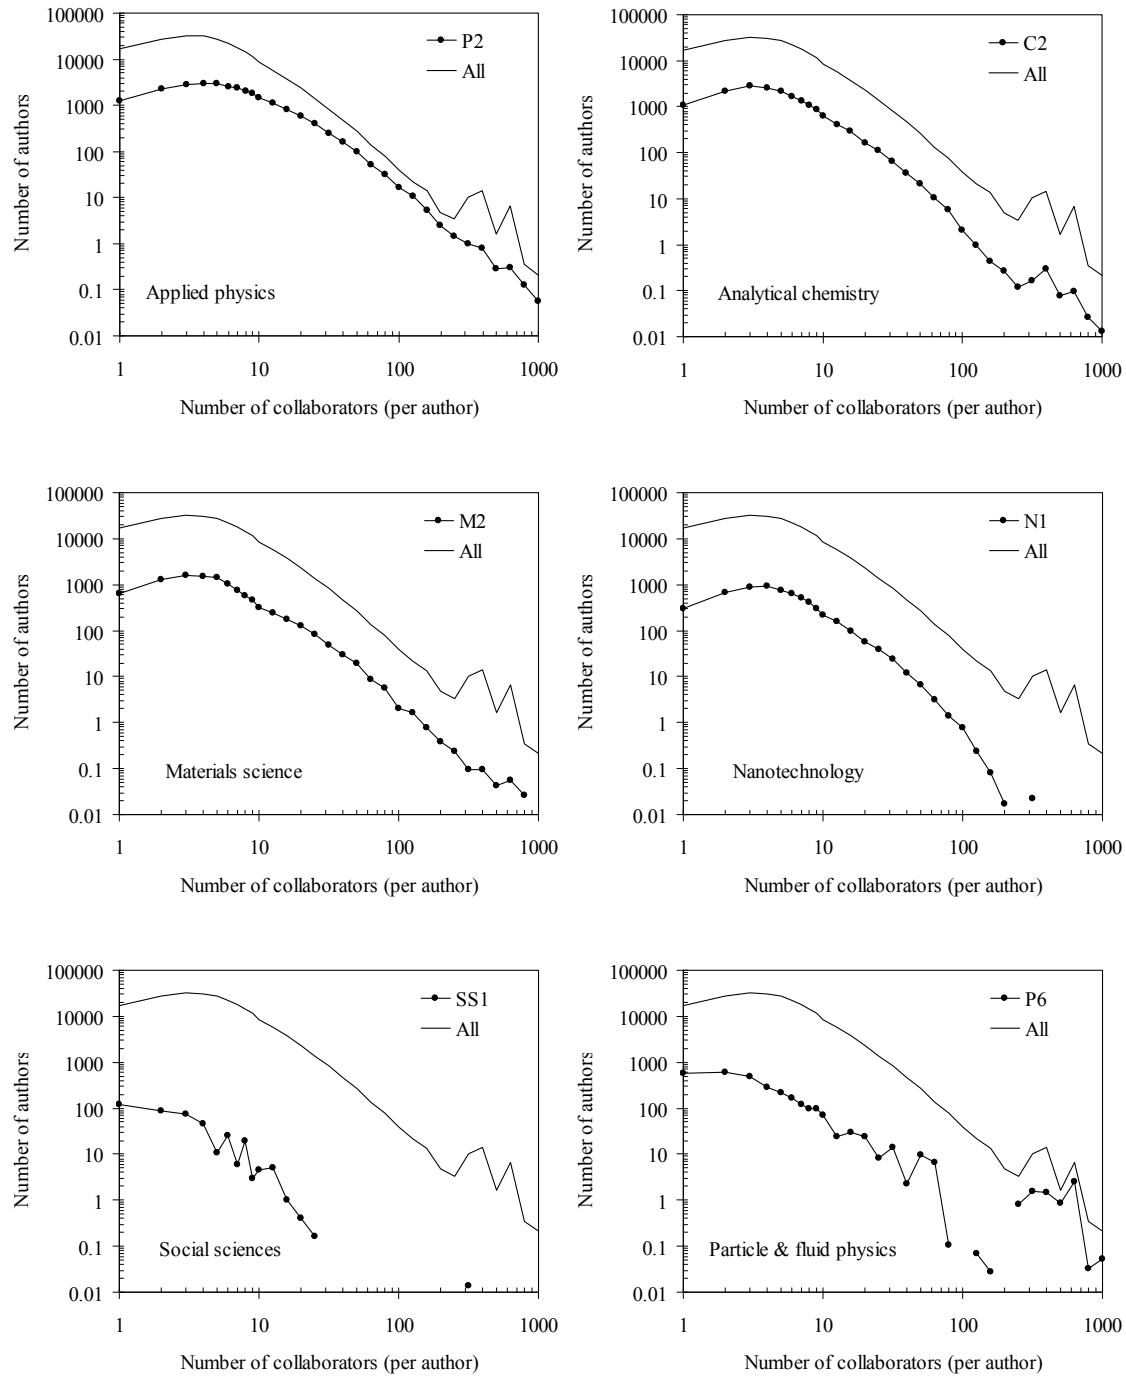 100000
10000
1000
100
10
1
0.1
0.01
1 10 100 1000
Number of authors
Number of collaborators (per author)
P2
All
Applied physics
100000
10000
1000
100
10
1
0.1
0.01
1 10 100 1000
Number of authors
Number of collaborators (per author)
C2
All
Analytical chemistry
100000
10000
1000
100
10
1
0.1
0.01
1 10 100 1000
Number of authors
Number of collaborators (per author)
M2
All
Materials science
100000
10000
1000
100
10
1
0.1
0.01
1 10 100 1000
Number of authors
Number of collaborators (per author)
N1
All
Nanotechnology
100000
10000
1000
100
10
1
0.1
0.01
1 10 100 1000
Number of authors
Number of collaborators (per author)
SS1
All
Social sciences
100000
10000
1000
100
10
1
0.1
0.01
1 10 100 1000
Number of authors
Number of collaborators (per author)
P6
All
Particle & fluid physics